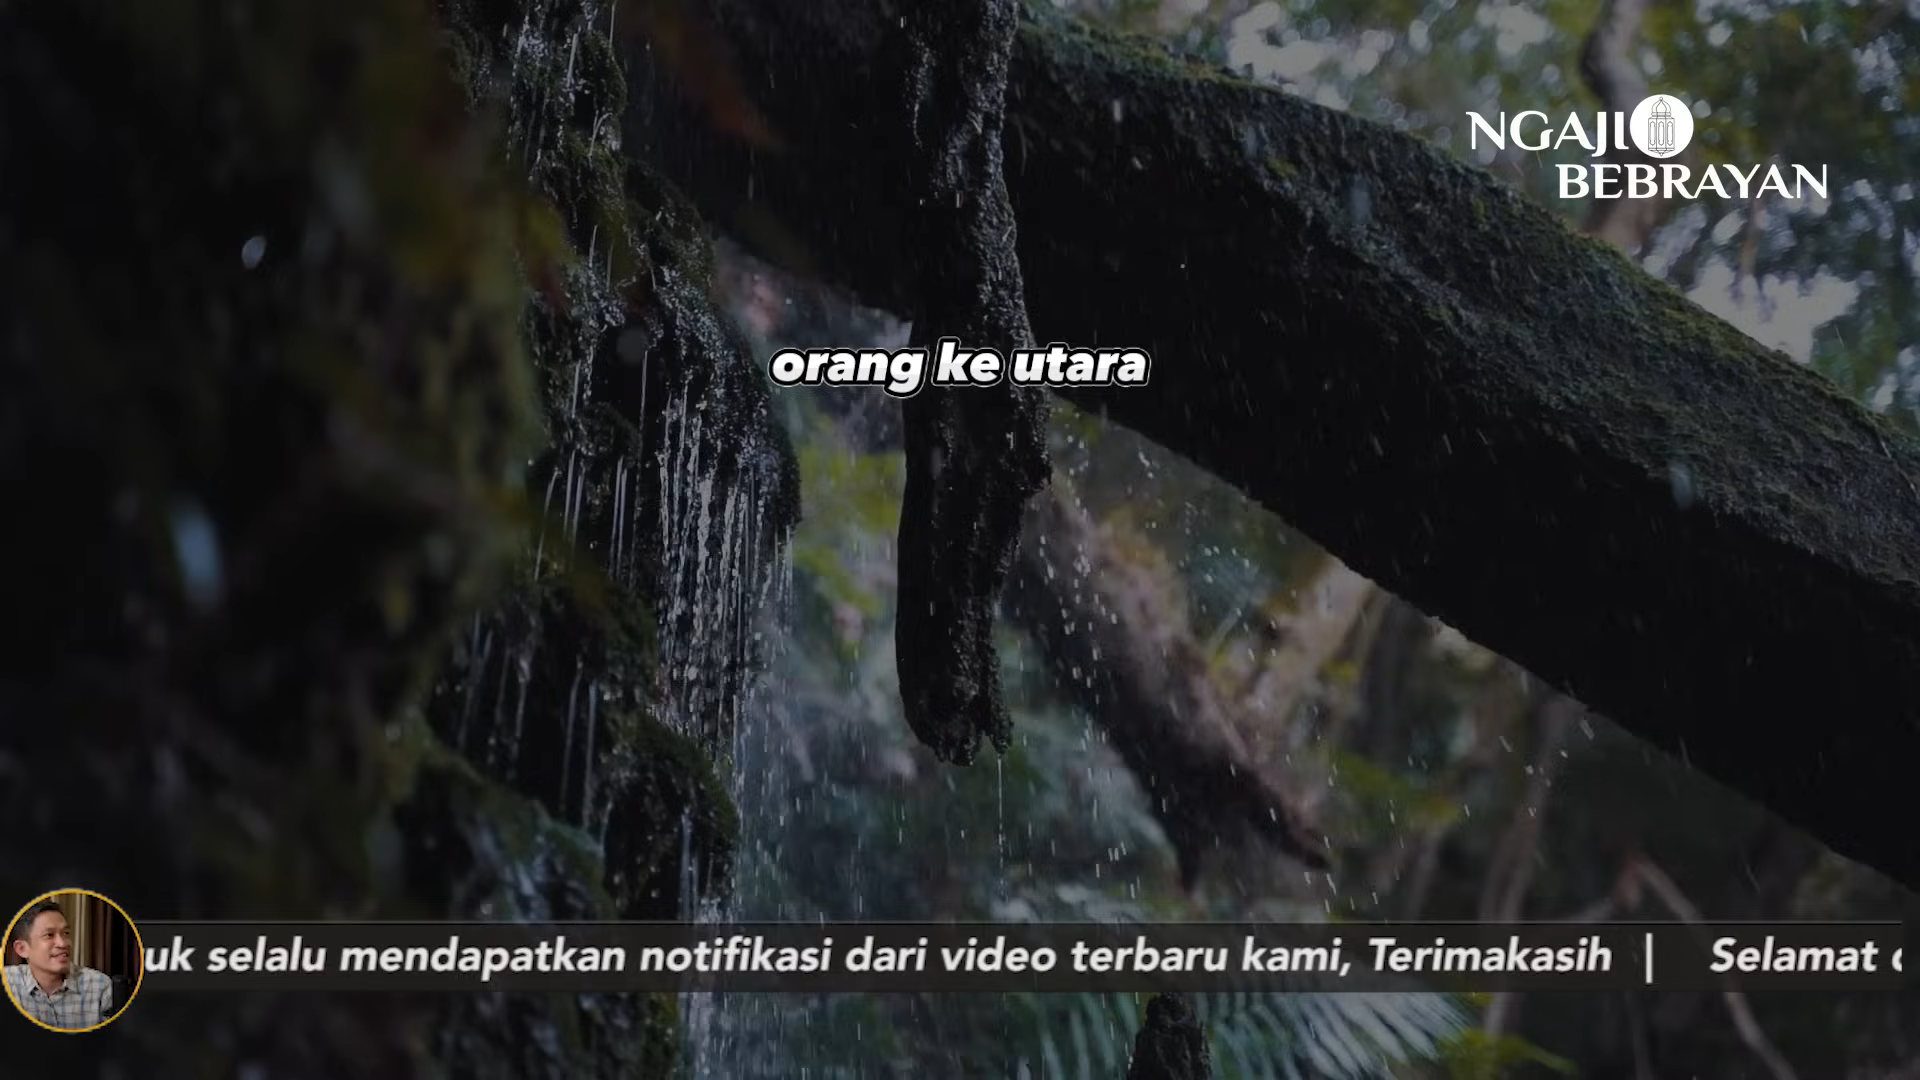 NGAJI
BEBRAYAN
orang ke utara
uk selalu mendapatkan notifikasi dari video terbaru kami, Terimakasih | Selamat